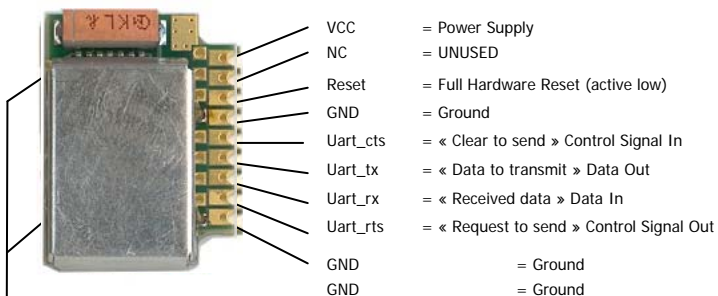 VCC = Power Supply
NC = UNUSED
Reset = Full Hardware Reset (active low)
GND = Ground
Uart_cts = « Clear to send » Control Signal In
Uart_tx = « Data to transmit » Data Out
Uart_rx = « Received data » Data In
Uart_rts = « Request to send » Control Signal Out
GND = Ground
GND = Ground